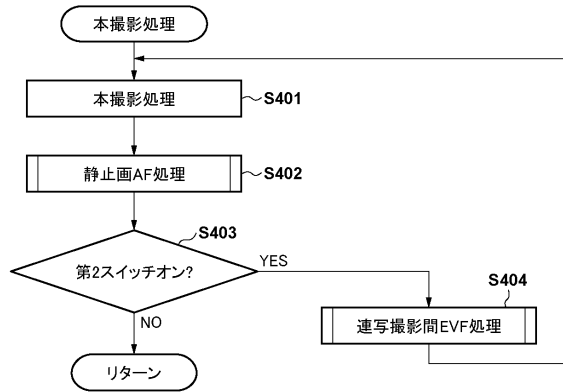 本撮影処理
本撮影処理
S401
静止画AF処理
S402
S403
第2スイッチオン?
YES
S404
連写撮影間EVF処理
NO
リターン